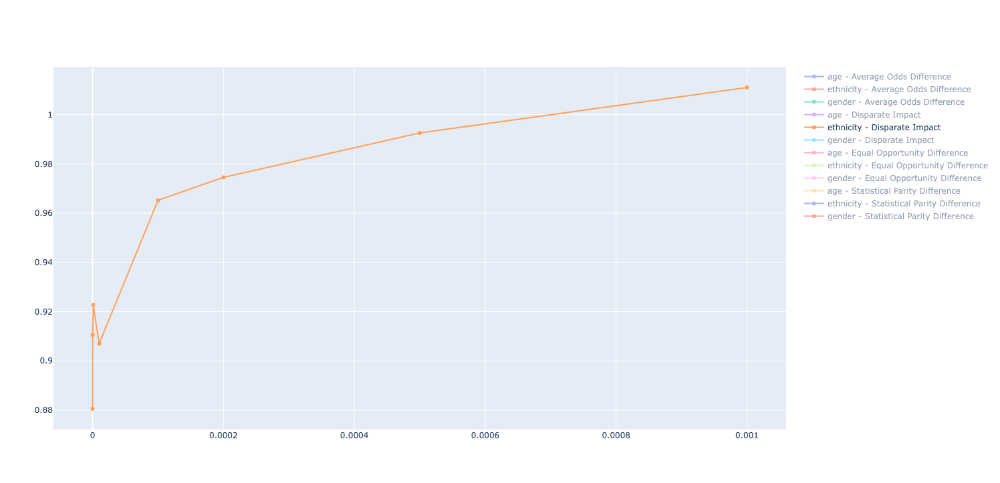 1
0.98
0.96
0.94
0.92
0.9
0.88
0
0.0002
0.0004
0.0006
0.0008
0.001
age - Average Odds Difference
ethnicity - Average Odds Difference
gender - Average Odds Difference
age - Disparate Impact
ethnicity - Disparate Impact
gender - Disparate Impact
age - Equal Opportunity Difference
ethnicity - Equal Opportunity Difference
gender - Equal Opportunity Difference
age - Statistical Parity Difference
ethnicity - Statistical Parity Difference
gender - Statistical Parity Difference